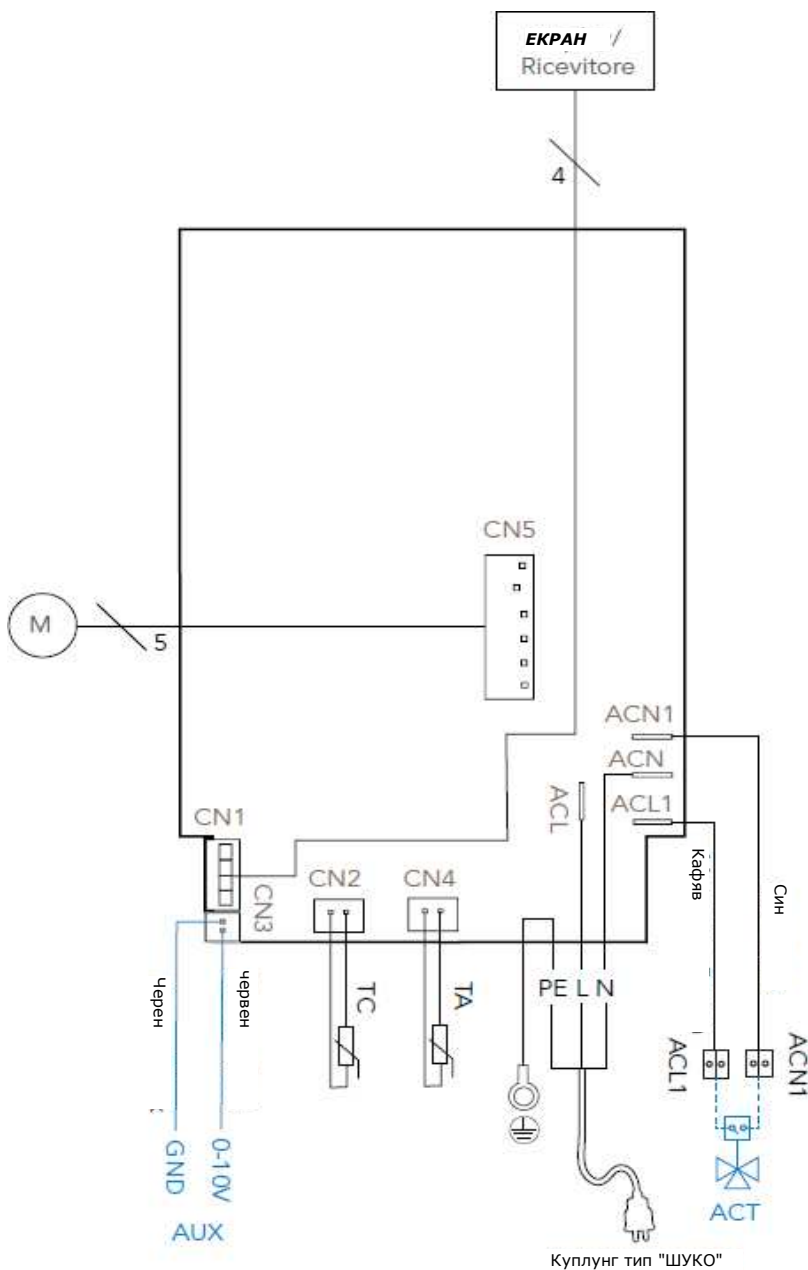 ЕКРАН /
Ricevitore
4
CN5
M
5
ACN1
ACN
ACL
ACL1
CN1
CN3
CN2
CN4
Кафяв
Син
Черен
червен
TC
TA
PE L N
ACL1
ACN1
GND
0-10V
AUX
ACT
Куплунг тип "ШУКО"